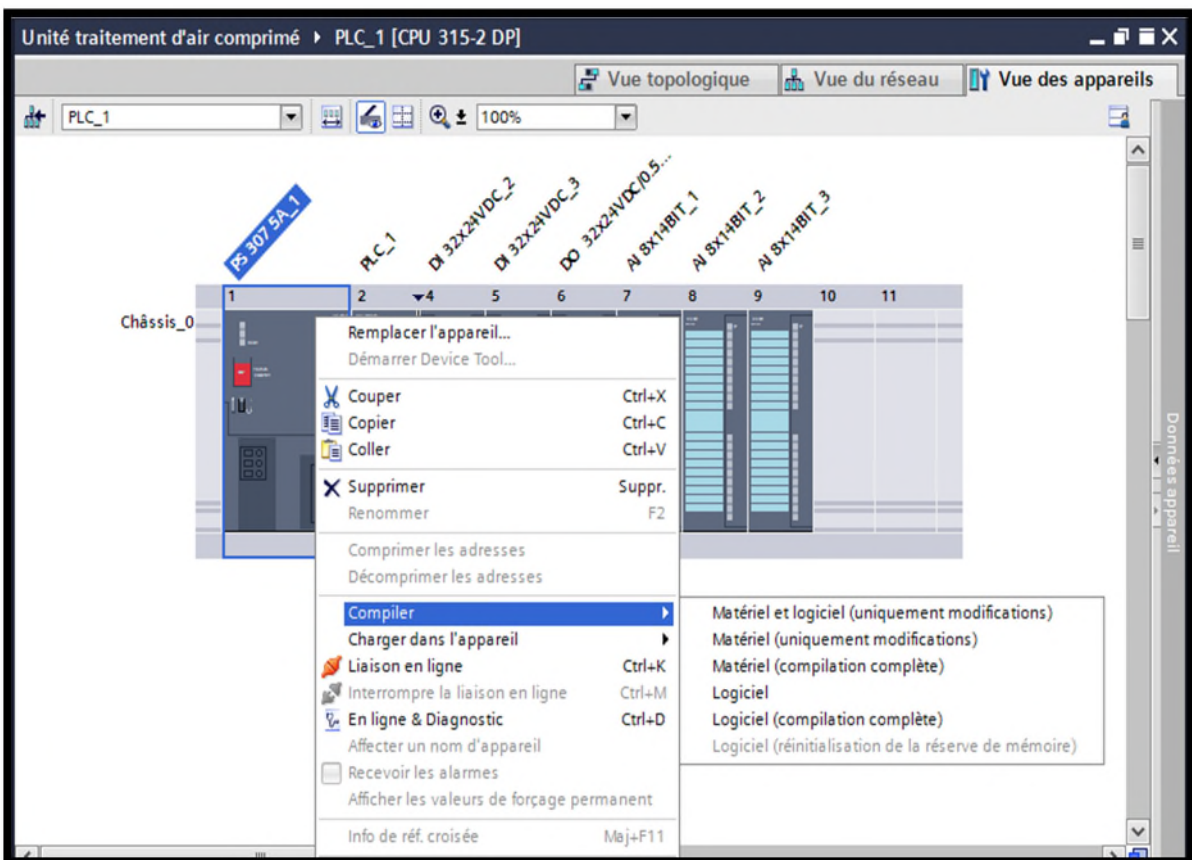 Unité traitement d'air comprimé ▸ PLC_1 [CPU 315-2 DP]
Vue topologique Vue du réseau Vue des appareils
PLC_1 100%
PS 307 5A_1 PLC_1 DI 32x24VDC_2 DI 32x24VDC_3 DO 32x24VDC/0.5... AI 8x14BIT_1 AI 8x14BIT_2 AI 8x14BIT_3
1 2 4 5 6 7 8 9 10 11
Châssis_0
Remplacer l'appareil...
Démarrer Device Tool...
Couper Ctrl+X
Copier Ctrl+C
Coller Ctrl+V
Supprimer Suppr.
Renommer F2
Comprimer les adresses
Décomprimer les adresses
Compiler
Charger dans l'appareil
Liaison en ligne Ctrl+K
Interrompre la liaison en ligne Ctrl+M
En ligne & Diagnostic Ctrl+D
Affecter un nom d'appareil
Recevoir les alarmes
Afficher les valeurs de forçage permanent
Info de réf. croisée Maj+F11
Matériel et logiciel (uniquement modifications)
Matériel (uniquement modifications)
Matériel (compilation complète)
Logiciel
Logiciel (compilation complète)
Logiciel (réinitialisation de la réserve de mémoire)
Données appareil